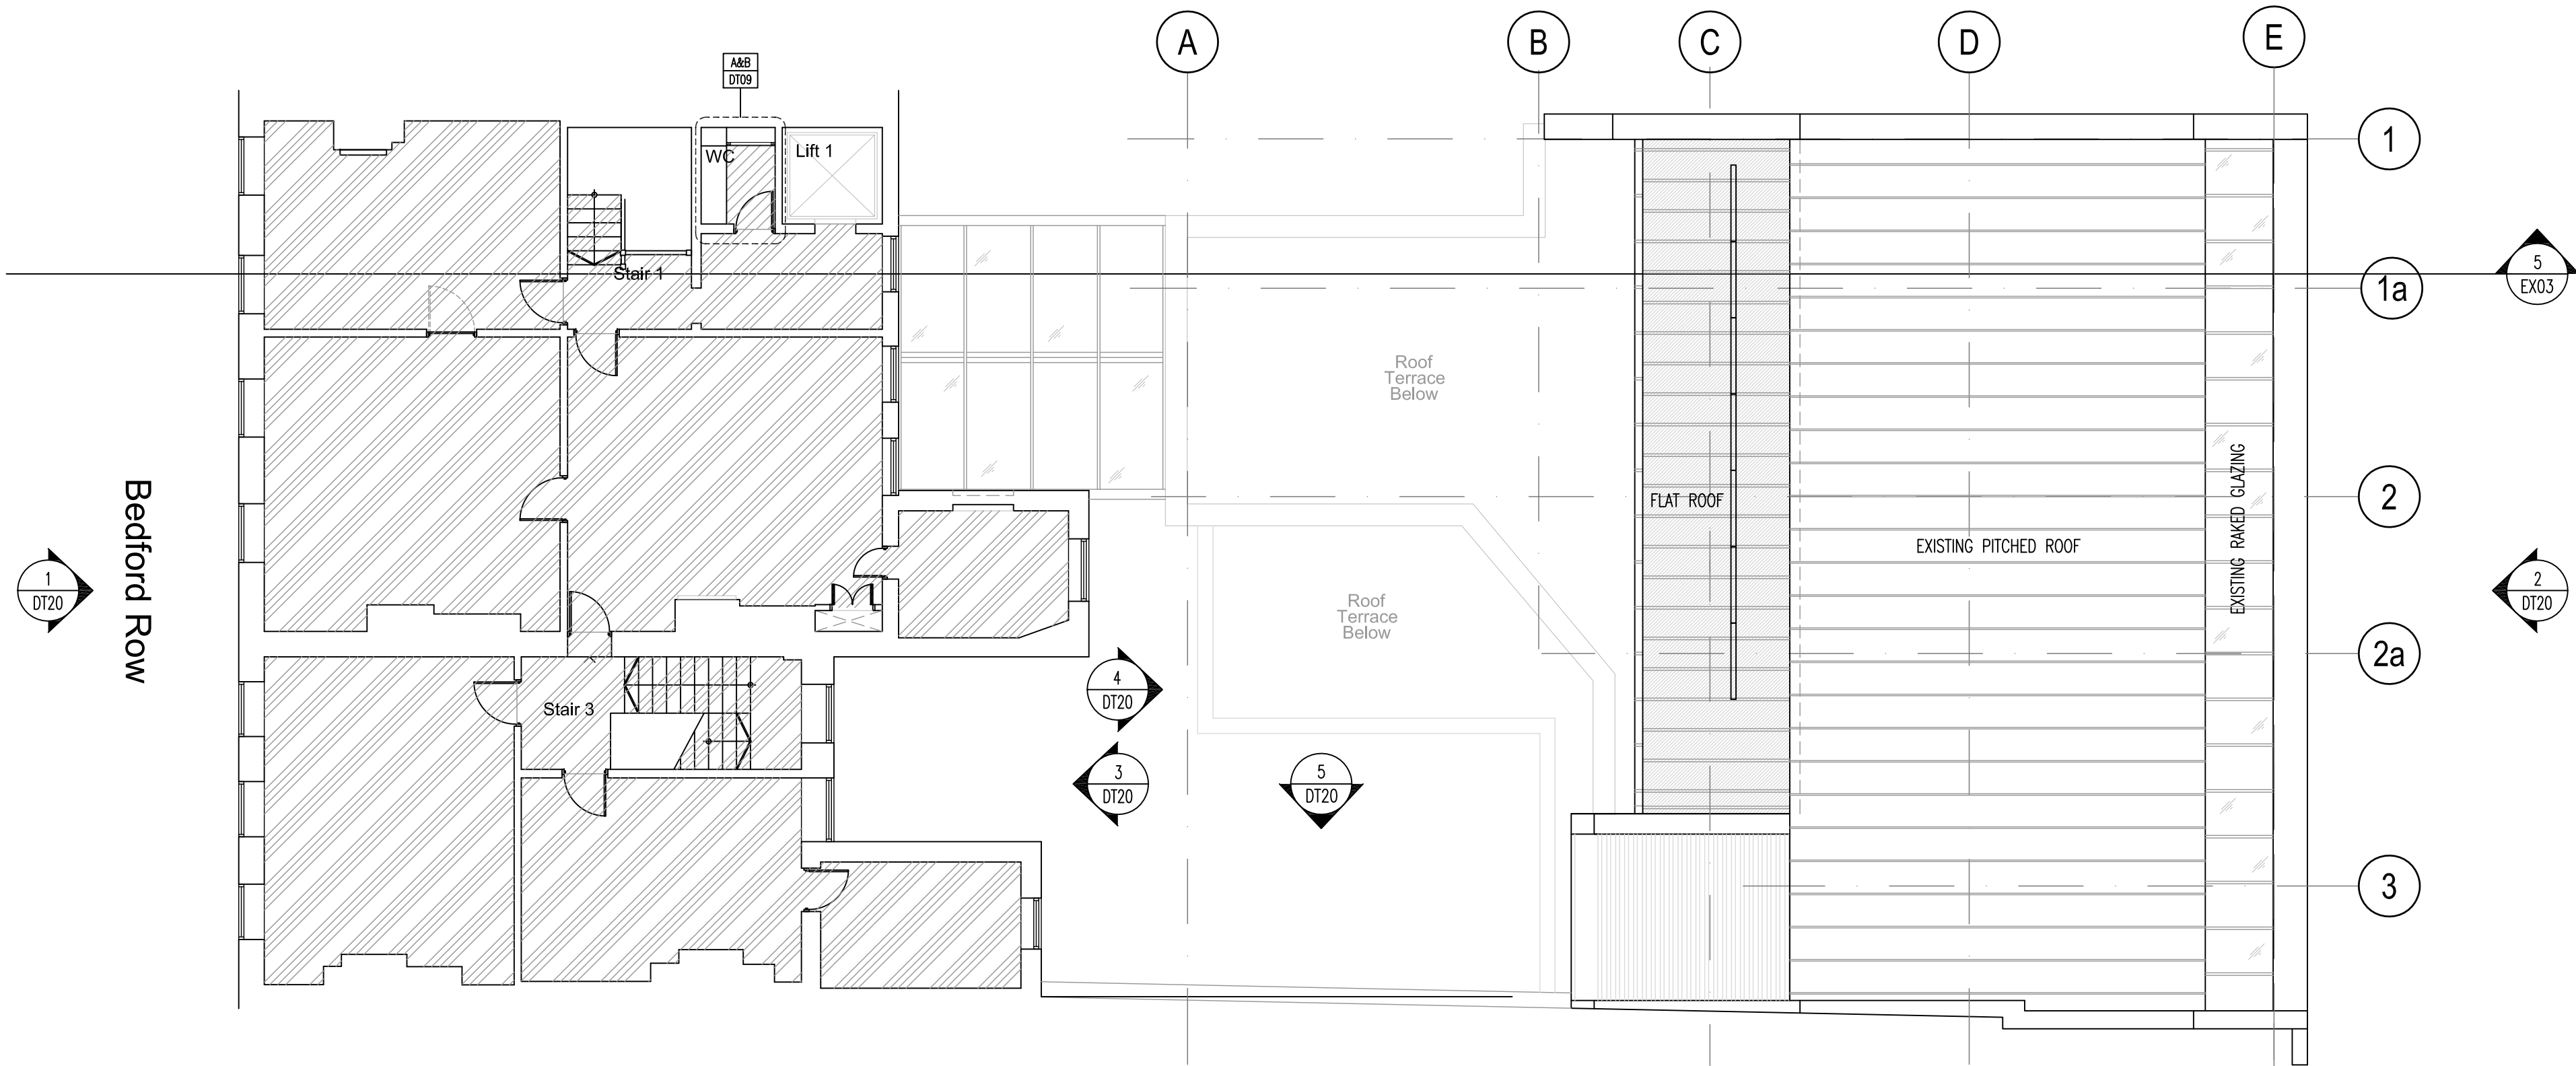 A
B
C
D
E
A&B
DT09
WC
Lift 1
1
Stair 1
5
EX03
1a
Roof
Terrace
Below
Bedford Row
FLAT ROOF
EXISTING PITCHED ROOF
EXISTING RAKED GLAZING
2
1
DT20
Roof
Terrace
Below
2
DT20
2a
Stair 3
4
DT20
3
DT20
5
DT20
3